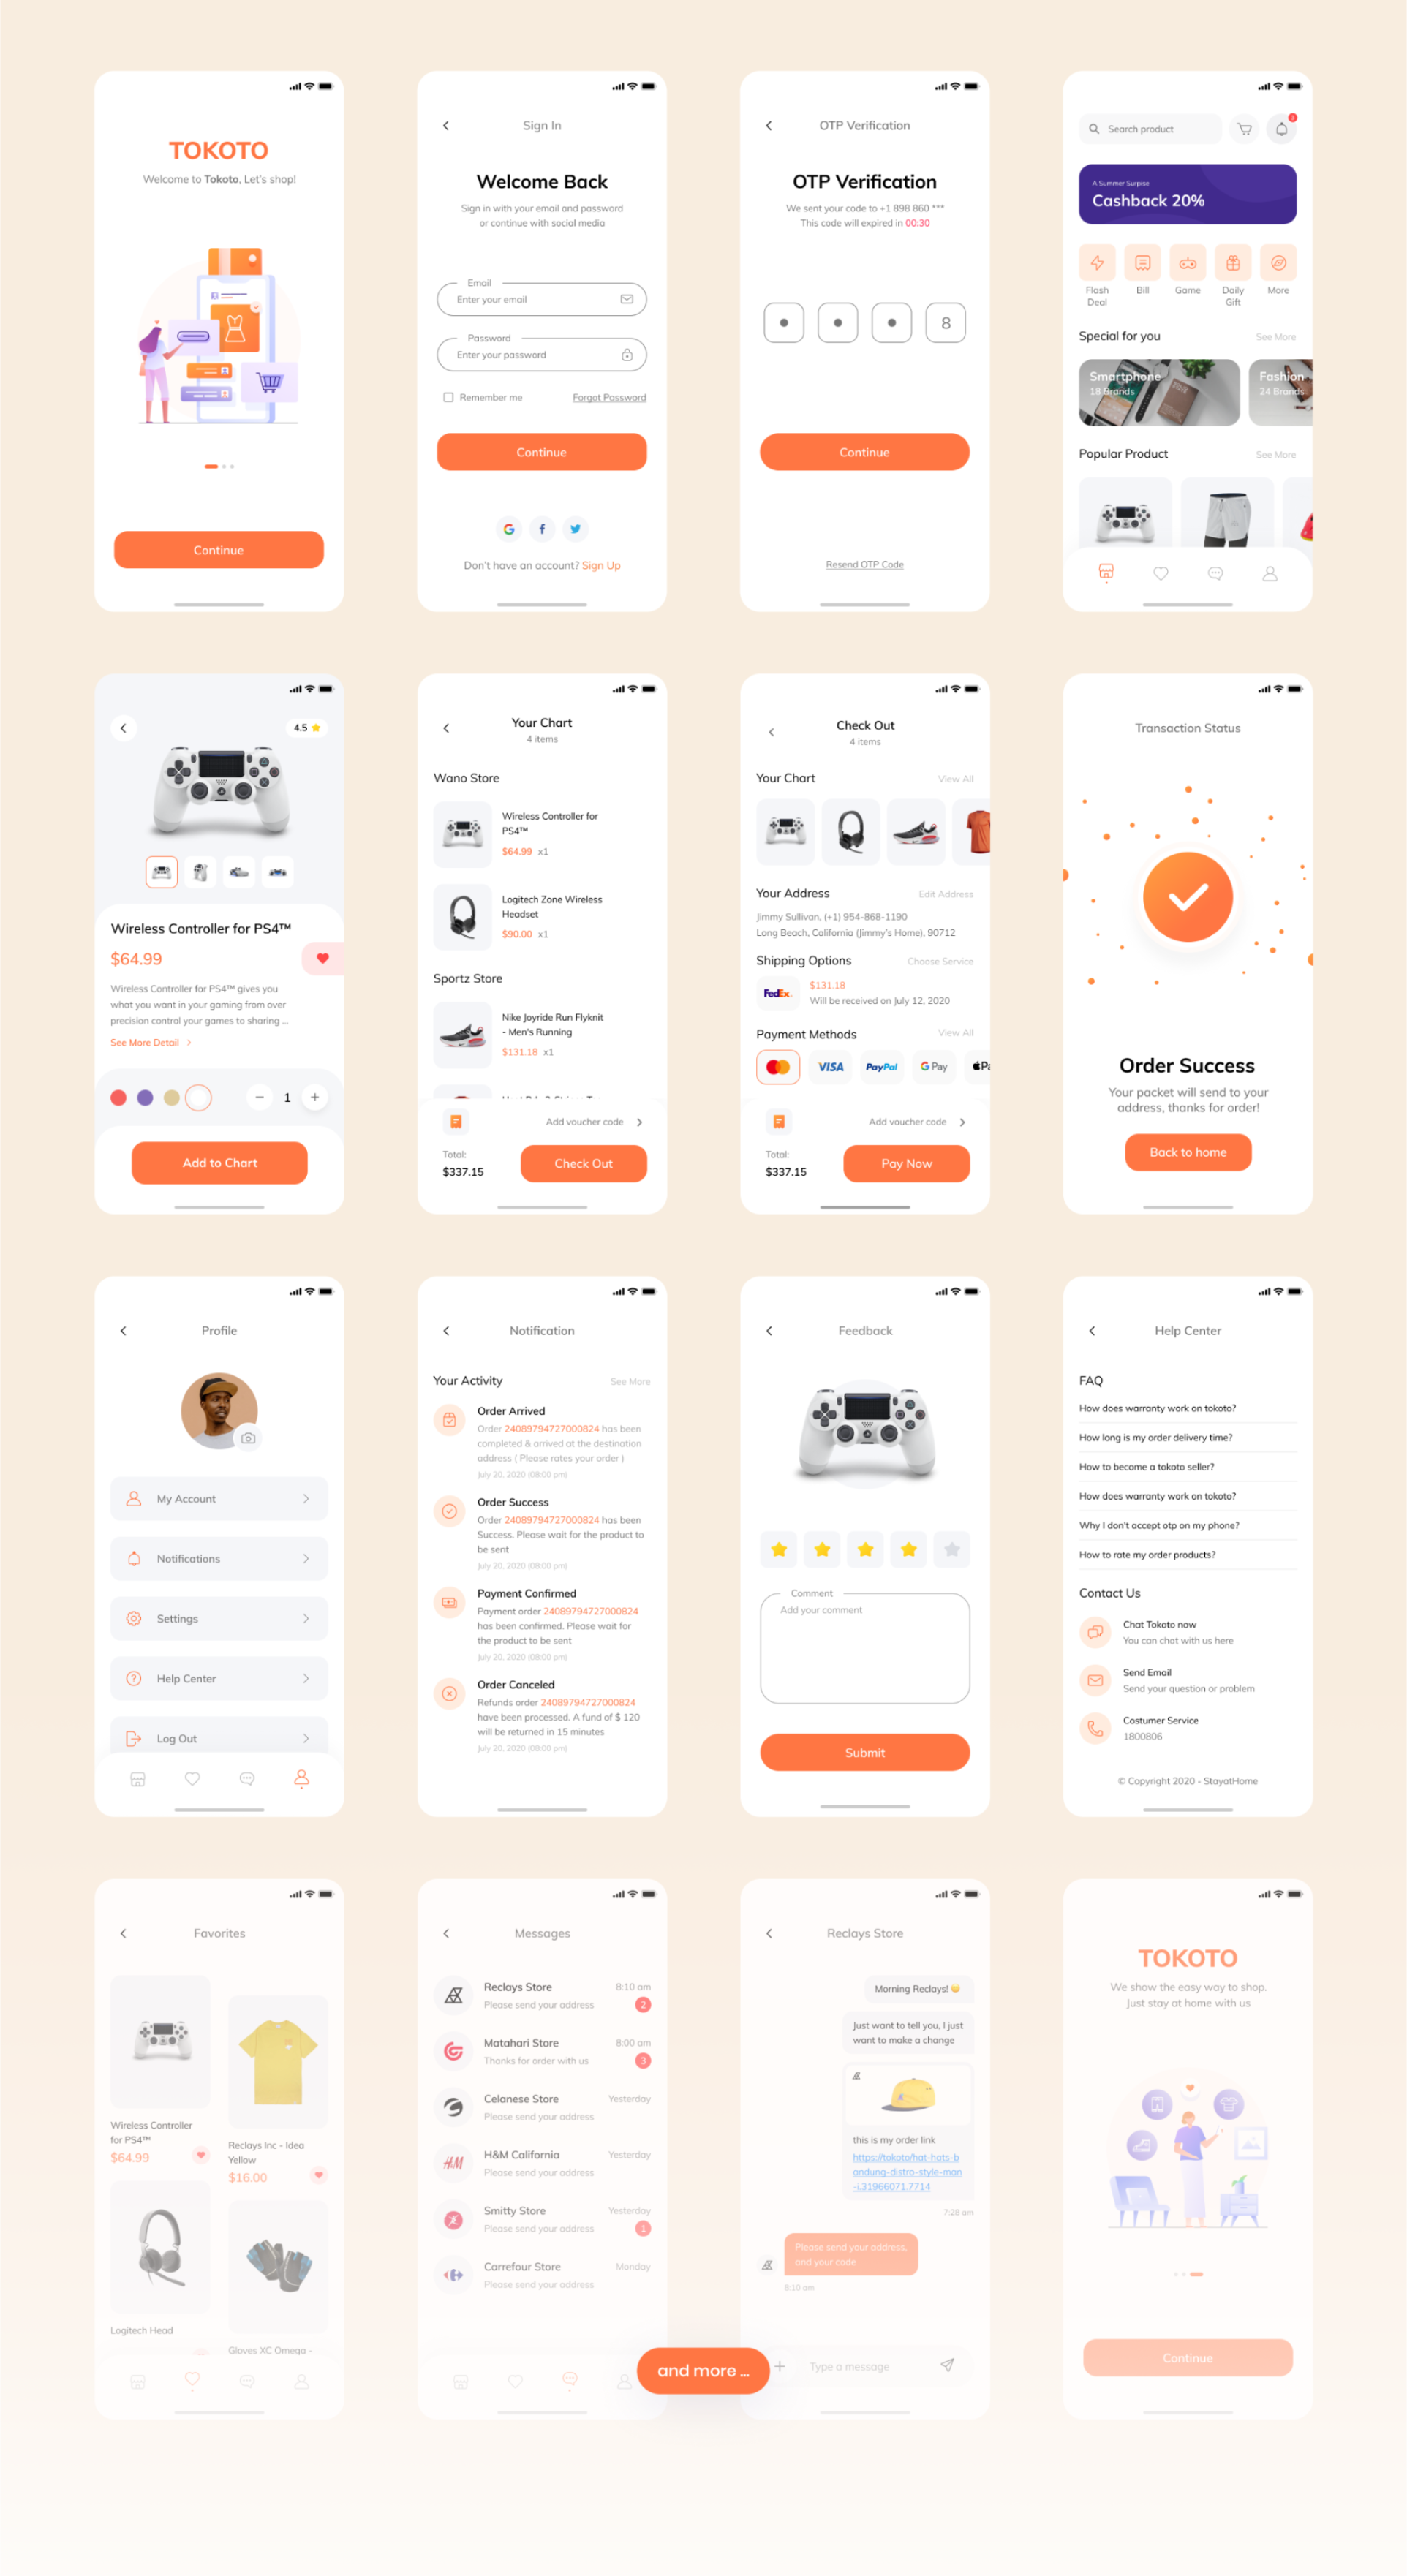 TOKOTO
Welcome to Tokoto, Let's shop!
Continue
Sign In
Welcome Back
Sign in with your email and password
or continue with social media
Email
Enter your email
Password
Enter your password
Remember me
Forgot Password
Continue
Don't have an account? Sign Up
OTP Verification
OTP Verification
We sent your code to +1 898 860 ***
This code will expired in 00:30
8
Continue
Resend OTP Code
Search product
3
A Summer Surpise
Cashback 20%
Flash
Deal
Bill
Game
Daily
Gift
More
Special for you
See More
Smartphone
18 Brands
Fashion
24 Brands
Popular Product
See More
4.5
Wireless Controller for PS4™
$64.99
Wireless Controller for PS4™ gives you
what you want in your gaming from over
precision control your games to sharing ...
See More Detail
1
Add to Chart
Your Chart
4 items
Wano Store
Wireless Controller for
PS4™
$64.99 x1
Logitech Zone Wireless
Headset
$90.00 x1
Sportz Store
Nike Joyride Run Flyknit
- Men's Running
$131.18 x1
Add voucher code
Total:
$337.15
Check Out
Check Out
4 items
Your Chart
View All
Your Address
Edit Address
Jimmy Sullivan, (+1) 954-868-1190
Long Beach, California (Jimmy's Home), 90712
Shipping Options
Choose Service
FedEx
$131.18
Will be received on July 12, 2020
Payment Methods
View All
VISA
PayPal
G Pay
Pa
Add voucher code
Total:
$337.15
Pay Now
Transaction Status
Order Success
Your packet will send to your
address, thanks for order!
Back to home
Profile
My Account
Notifications
Settings
Help Center
Log Out
Notification
Your Activity
See More
Order Arrived
Order 24089794727000824 has been
completed & arrived at the destination
address ( Please rates your order )
July 20, 2020 (08:00 pm)
Order Success
Order 24089794727000824 has been
Success. Please wait for the product to
be sent
July 20, 2020 (08:00 pm)
Payment Confirmed
Payment order 24089794727000824
has been confirmed. Please wait for
the product to be sent
July 20, 2020 (08:00 pm)
Order Canceled
Refunds order 24089794727000824
have been processed. A fund of $ 120
will be returned in 15 minutes
July 20, 2020 (08:00 pm)
Feedback
Comment
Add your comment
Submit
Help Center
FAQ
How does warranty work on tokoto?
How long is my order delivery time?
How to become a tokoto seller?
How does warranty work on tokoto?
Why I don't accept otp on my phone?
How to rate my order products?
Contact Us
Chat Tokoto now
You can chat with us here
Send Email
Send your question or problem
Costumer Service
1800806
© Copyright 2020 - StayatHome
Favorites
Wireless Controller
for PS4™
$64.99
Reclays Inc - Idea
Yellow
$16.00
Logitech Head
Gloves XC Omega -
Messages
Reclays Store
8:10 am
Please send your address
2
Matahari Store
8:00 am
Thanks for order with us
3
Celanese Store
Yesterday
Please send your address
H&M
H&M California
Yesterday
Please send your address
Smitty Store
Yesterday
Please send your address
1
Carrefour Store
Monday
Please send your address
Reclays Store
Morning Reclays!
Just want to tell you, I just
want to make a change
this is my order link
https://tokoto/hat-hats-b
andung-distro-style-man
-i.31966071.7714
7:28 am
Please send your address,
and your code
8:10 am
Type a message
TOKOTO
We show the easy way to shop.
Just stay at home with us
Continue
and more ...